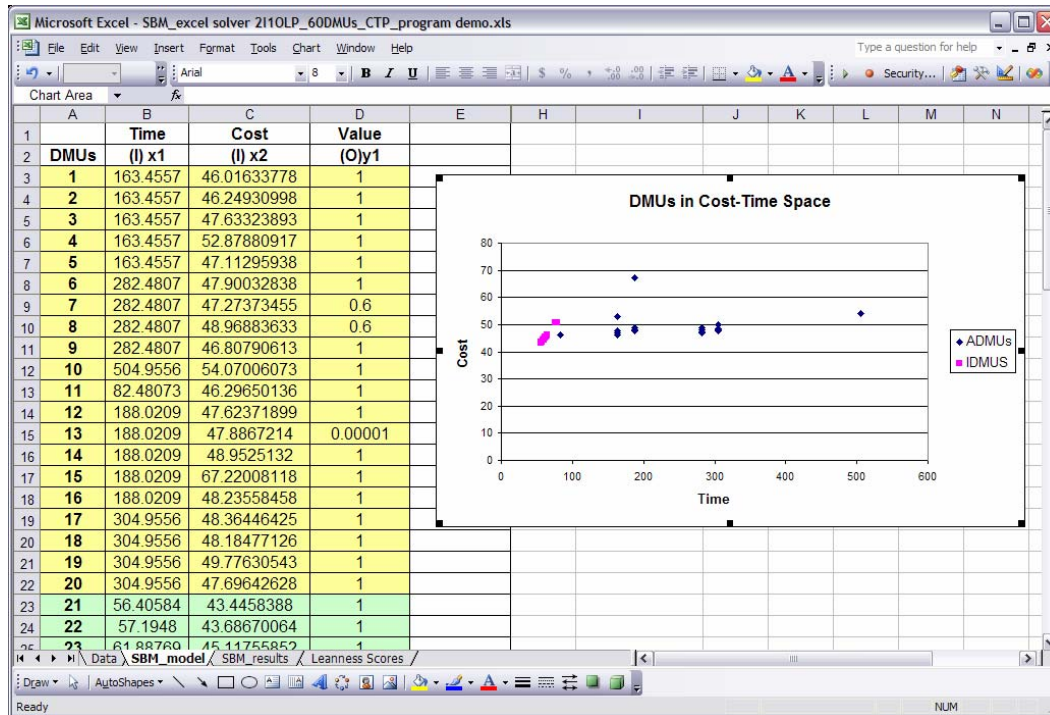 Microsoft Excel - SBM_excel solver 2I1OLP_60DMUs_CTP_program demo.xls
File Edit View Insert Format Tools Chart Window Help Type a question for help
Arial 8 B I U $ % , Security...
Chart Area fx
A B C D E H I J K L M N
1 Time Cost Value
2 DMUs (I) x1 (I) x2 (O)y1
3 1 163.4557 46.01633778 1
4 2 163.4557 46.24930998 1
5 3 163.4557 47.63323893 1
6 4 163.4557 52.87880917 1
7 5 163.4557 47.11295938 1
8 6 282.4807 47.90032838 1
9 7 282.4807 47.27373455 0.6
10 8 282.4807 48.96883633 0.6
11 9 282.4807 46.80790613 1
12 10 504.9556 54.07006073 1
13 11 82.48073 46.29650136 1
14 12 188.0209 47.62371899 1
15 13 188.0209 47.8867214 0.00001
16 14 188.0209 48.9525132 1
17 15 188.0209 67.22008118 1
18 16 188.0209 48.23558458 1
19 17 304.9556 48.36446425 1
20 18 304.9556 48.18477126 1
21 19 304.9556 49.77630543 1
22 20 304.9556 47.69642628 1
23 21 56.40584 43.4458388 1
24 22 57.1948 43.68670064 1
25 23 61.88769 45.11755852 1
DMUs in Cost-Time Space
80
70
60
50
40
30
20
10
0
Cost
0 100 200 300 400 500 600
Time
ADMUs
IDMUS
Data SBM_model SBM_results Leanness Scores
Draw AutoShapes
Ready NUM